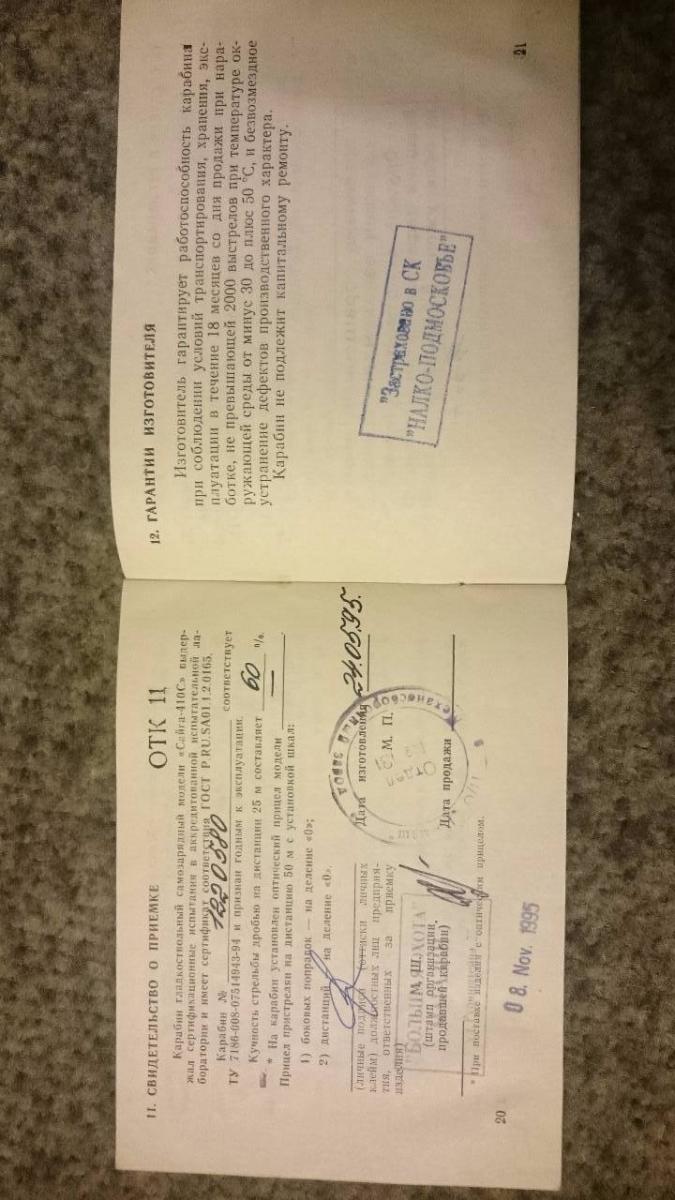 11. СВИДЕТЕЛЬСТВО О ПРИЕМКЕ
ОТК 11
Карабин гладкоствольный самозарядный модели «Сайга-410С» выдер-
жал сертификационные испытания в аккредитованной испытательной ла-
боратории и имеет сертификат соответствия ГОСТ Р.RU.SA01.1.2.0165.
Карабин № соответствует
ТУ 7186-008-07514943-94 и признан годным к эксплуатации.
Кучность стрельбы дробью на дистанции 25 м составляет 60 %.
* На карабин установлен оптический прицел модели —
Прицел пристрелян на дистанцию 50 м с установкой шкал:
1) боковых поправок — на деление «0»;
2) дистанций на деление «0».
(личные подписи (оттиски личных
клейм) должностных лиц предприя-
тия, ответственных за приемку
изделия)
Дата изготовления 24.05.95.
М. П.
М. Ш.
(штамп организации,
продавшей карабин)
Дата продажи
* При поставке изделия с оптическим прицелом.
08. Nov. 1995
20
12. ГАРАНТИИ ИЗГОТОВИТЕЛЯ
Изготовитель гарантирует работоспособность карабина
при соблюдении условий транспортирования, хранения, экс-
плуатации в течение 18 месяцев со дня продажи при нара-
ботке, не превышающей 2000 выстрелов при температуре ок-
ружающей среды от минус 30 до плюс 50 °С, и безвозмездное
устранение дефектов производственного характера.
Карабин не подлежит капитальному ремонту.
"Застраховано в СК
"НАЛКО-ПОДМОСКОВЬЕ"
21